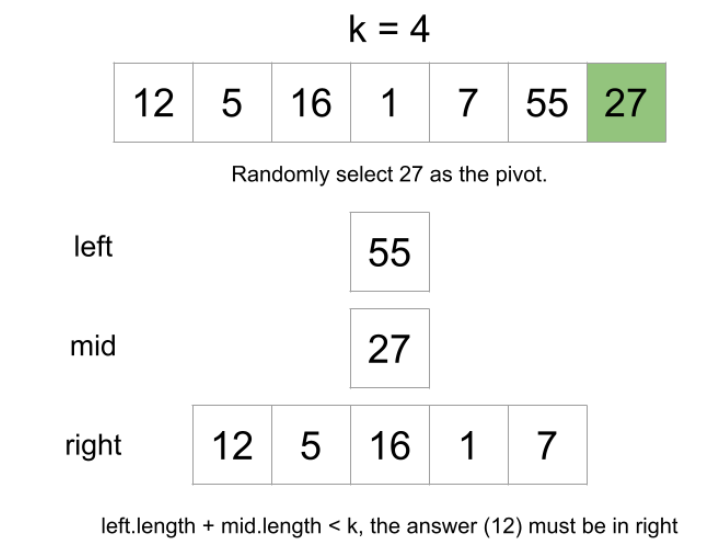 k = 4
12 5 16 1 7 55 27
Randomly select 27 as the pivot.
left 55
mid 27
right 12 5 16 1 7
left.length + mid.length < k, the answer (12) must be in right